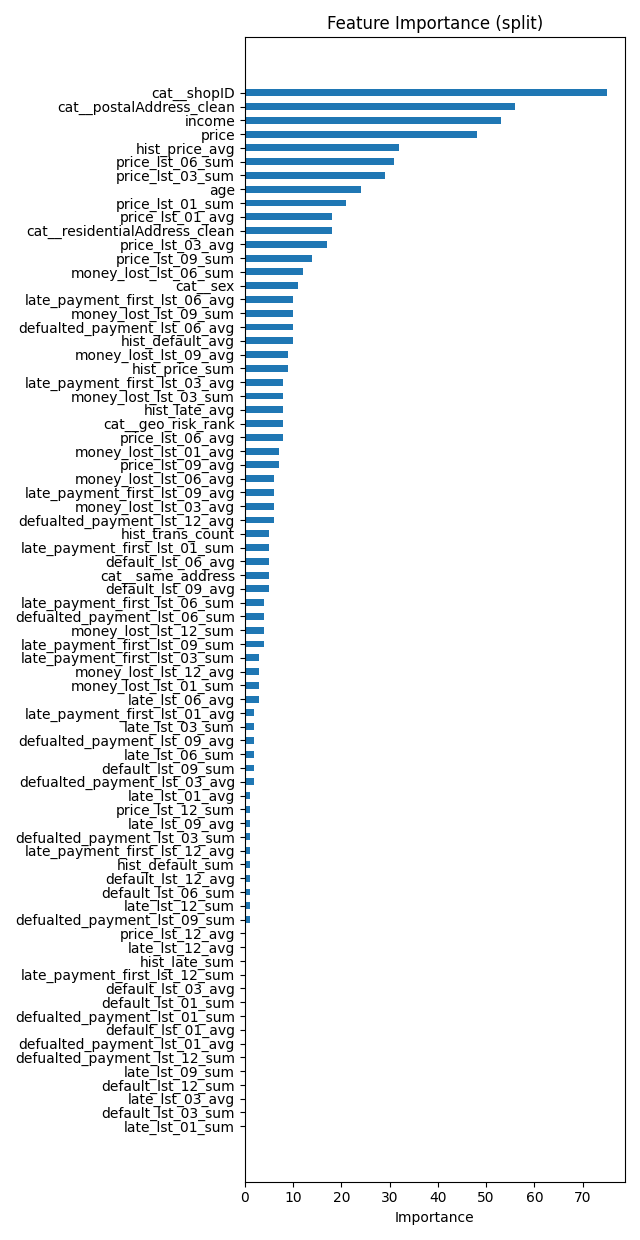 Feature Importance (split)
cat__shopID
cat__postalAddress_clean
income
price
hist_price_avg
price_lst_06_sum
price_lst_03_sum
age
price_lst_01_sum
price_lst_01_avg
cat__residentialAddress_clean
price_lst_03_avg
price_lst_09_sum
money_lost_lst_06_sum
cat__sex
late_payment_first_lst_06_avg
money_lost_lst_09_sum
defualted_payment_lst_06_avg
hist_default_avg
money_lost_lst_09_avg
hist_price_sum
late_payment_first_lst_03_avg
money_lost_lst_03_sum
hist_late_avg
cat__geo_risk_rank
price_lst_06_avg
money_lost_lst_01_avg
price_lst_09_avg
money_lost_lst_06_avg
late_payment_first_lst_09_avg
money_lost_lst_03_avg
defualted_payment_lst_12_avg
hist_trans_count
late_payment_first_lst_01_sum
default_lst_06_avg
cat__same_address
default_lst_09_avg
late_payment_first_lst_06_sum
defualted_payment_lst_06_sum
money_lost_lst_12_sum
late_payment_first_lst_09_sum
late_payment_first_lst_03_sum
money_lost_lst_12_avg
money_lost_lst_01_sum
late_lst_06_avg
late_payment_first_lst_01_avg
late_lst_03_sum
defualted_payment_lst_09_avg
late_lst_06_sum
default_lst_09_sum
defualted_payment_lst_03_avg
late_lst_01_avg
price_lst_12_sum
late_lst_09_avg
defualted_payment_lst_03_sum
late_payment_first_lst_12_avg
hist_default_sum
default_lst_12_avg
default_lst_06_sum
late_lst_12_sum
defualted_payment_lst_09_sum
price_lst_12_avg
late_lst_12_avg
hist_late_sum
late_payment_first_lst_12_sum
default_lst_03_avg
default_lst_01_sum
defualted_payment_lst_01_sum
default_lst_01_avg
defualted_payment_lst_01_avg
defualted_payment_lst_12_sum
late_lst_09_sum
default_lst_12_sum
late_lst_03_avg
default_lst_03_sum
late_lst_01_sum
0 10 20 30 40 50 60 70
Importance